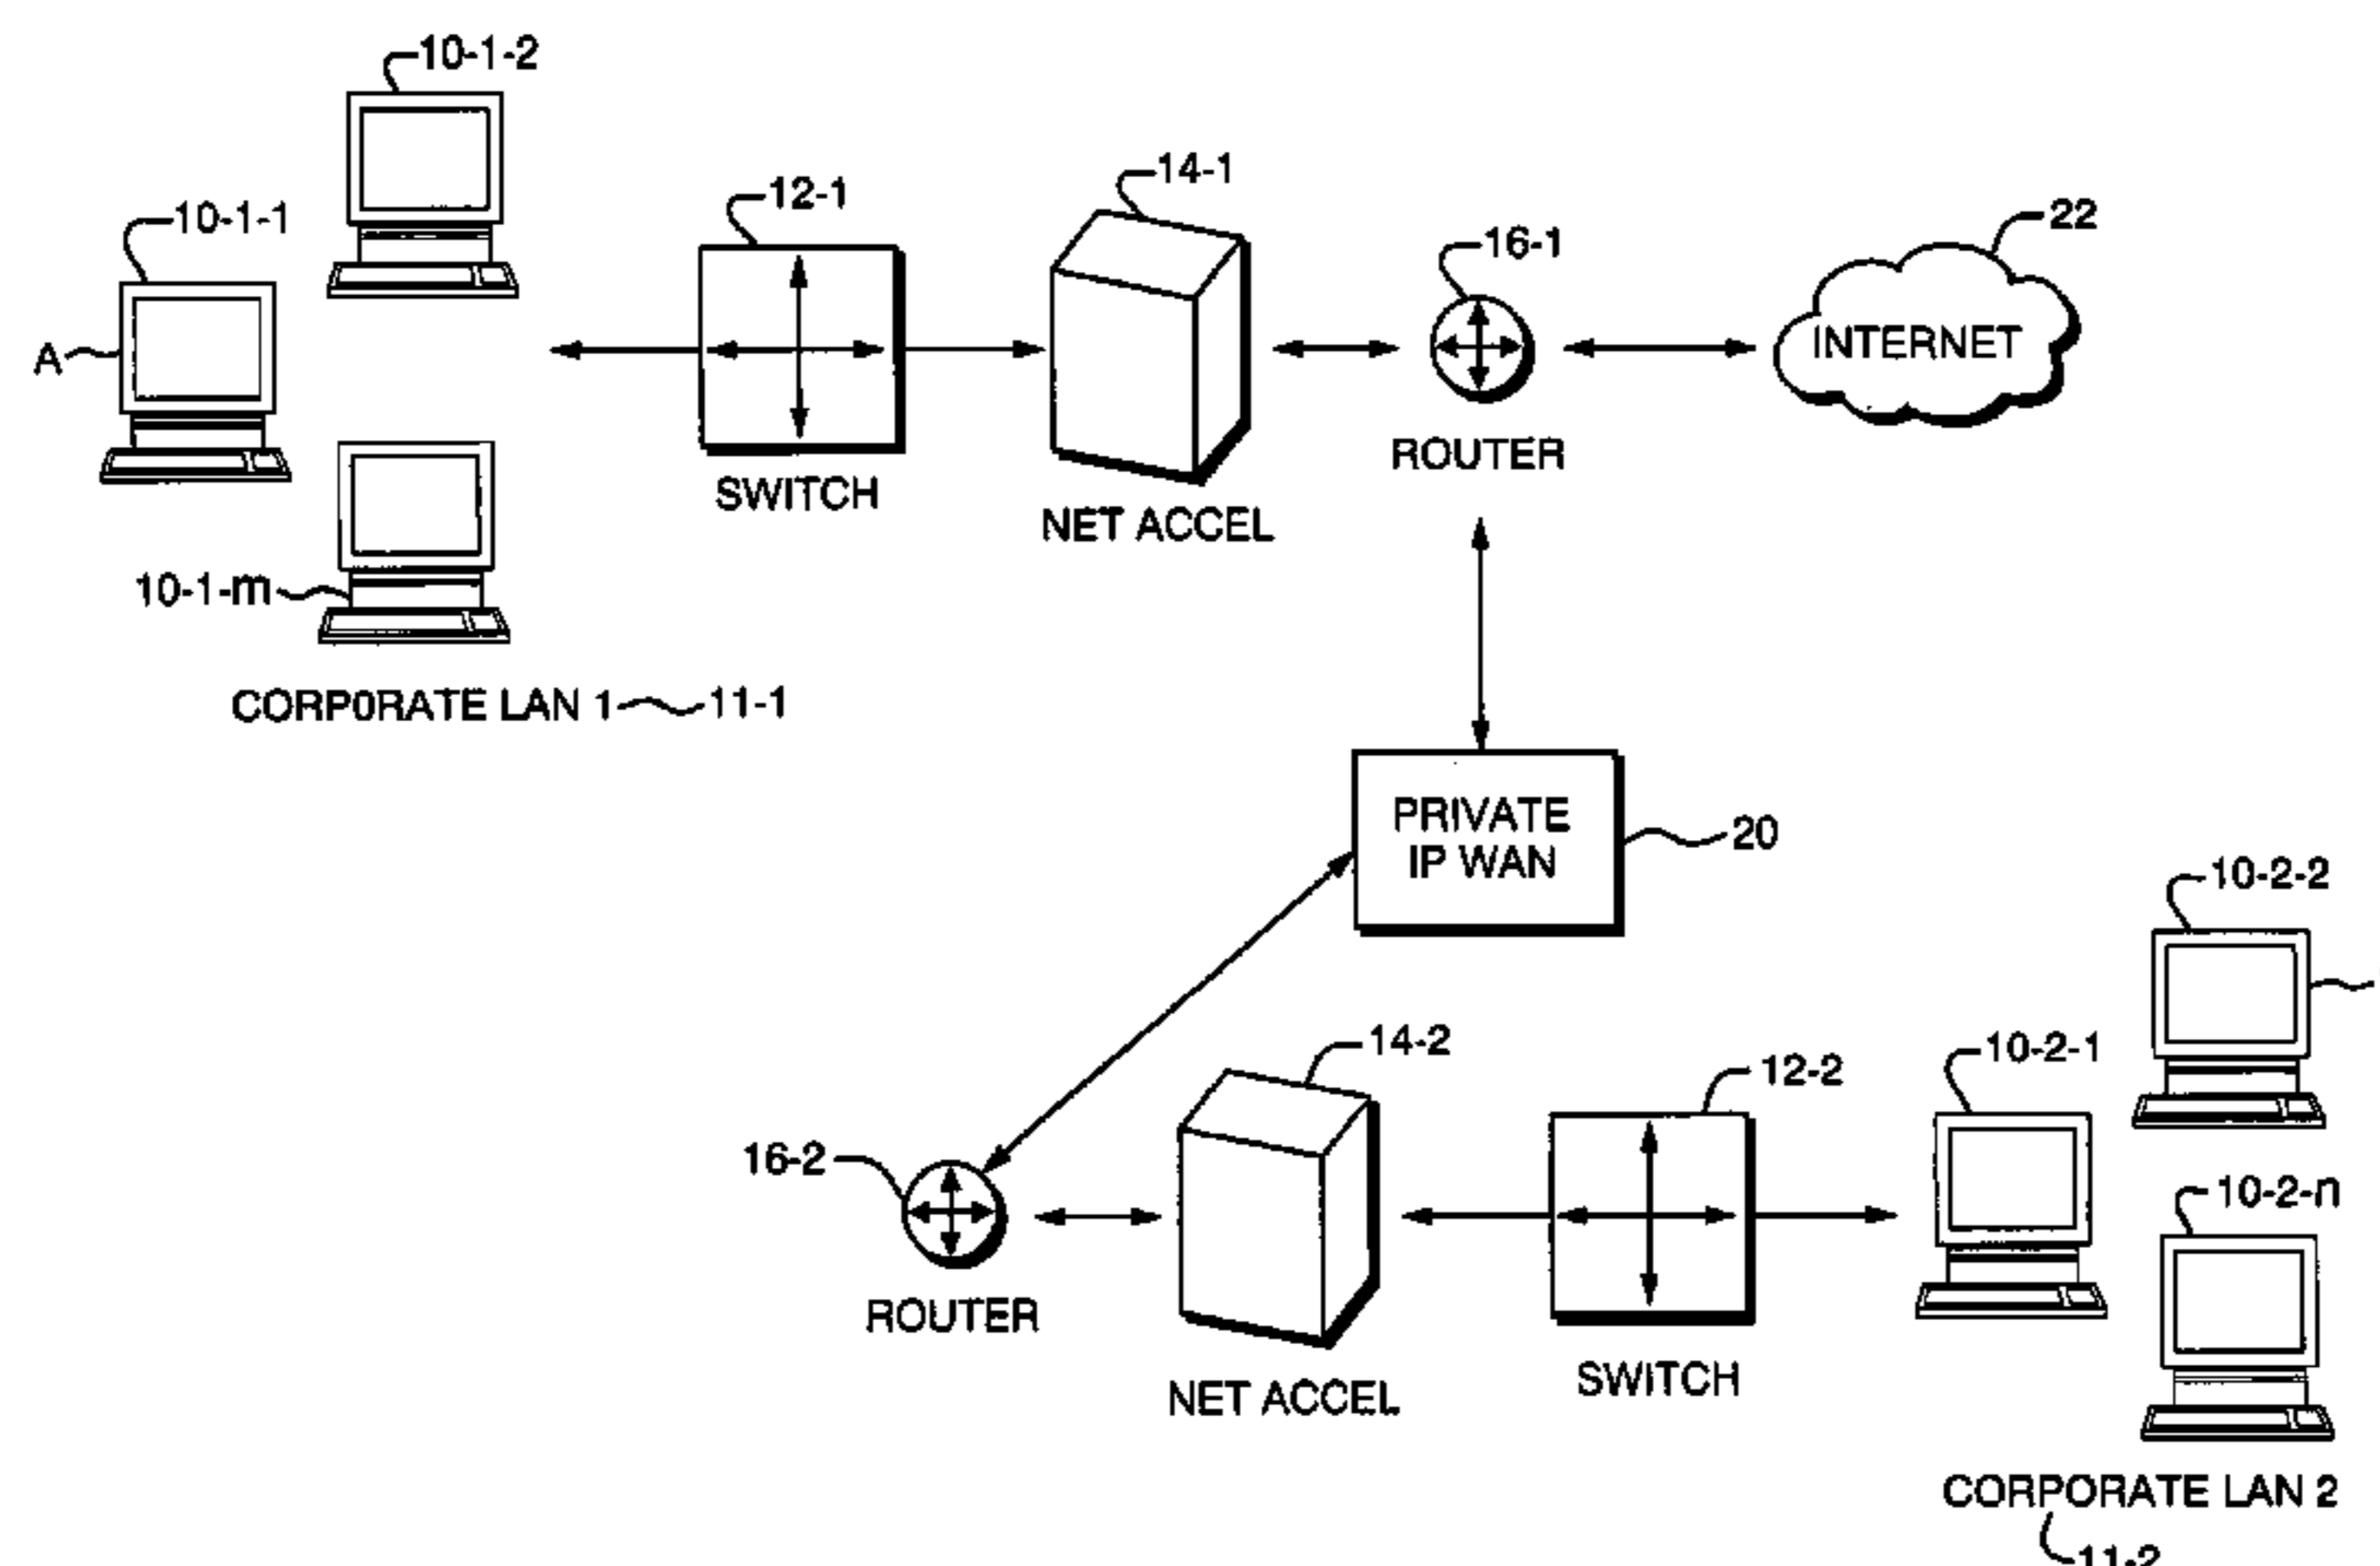 10-1-2
10-1-1
A
10-1-m
CORPORATE LAN 1
11-1
12-1
SWITCH
14-1
NET ACCEL
16-1
ROUTER
22
INTERNET
PRIVATE
IP WAN
20
16-2
ROUTER
14-2
NET ACCEL
12-2
SWITCH
10-2-1
10-2-2
10-2-n
CORPORATE LAN 2
11-2